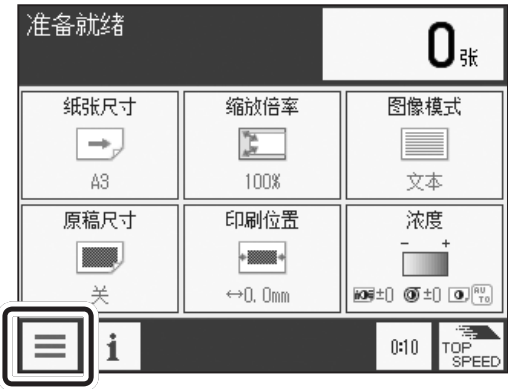 准备就绪
0张
纸张尺寸
缩放倍率
图像模式
A3
100%
文本
原稿尺寸
印刷位置
浓度
- +
关
↔0.0mm
±0 ±0 AUTO
i
0:10
TOP
SPEED